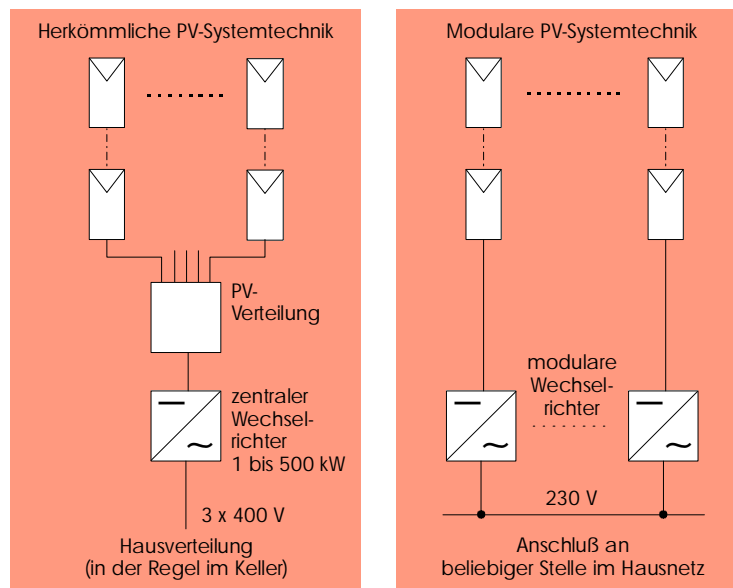 Herkömmliche PV-Systemtechnik
PV-
Verteilung
zentraler
Wechsel-
richter
1 bis 500 kW
3 x 400 V
Hausverteilung
(in der Regel im Keller)
Modulare PV-Systemtechnik
modulare
Wechsel-
richter
230 V
Anschluß an
beliebiger Stelle im Hausnetz